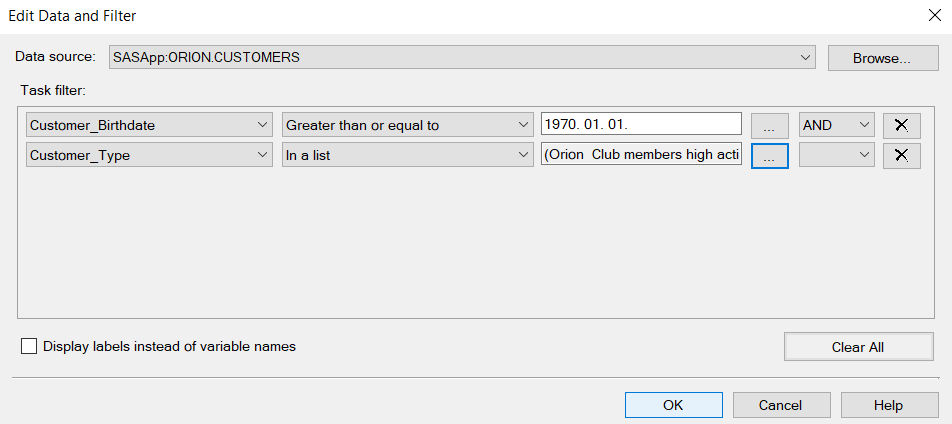 Edit Data and Filter
Data source: SASApp:ORION.CUSTOMERS Browse...
Task filter:
Customer_Birthdate Greater than or equal to 1970. 01. 01. ... AND
Customer_Type In a list (Orion  Club members high acti ...
Display labels instead of variable names
Clear All
OK Cancel Help